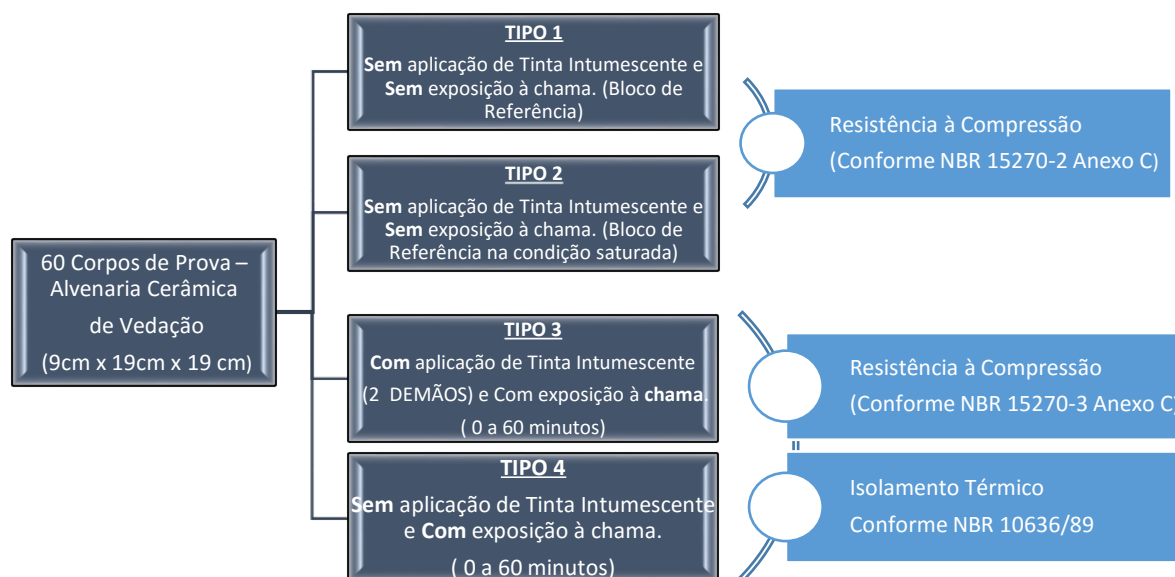 60 Corpos de Prova –
Alvenaria Cerâmica
de Vedação
(9cm x 19cm x 19 cm)
TIPO 1
Sem aplicação de Tinta Intumescente e
Sem exposição à chama. (Bloco de
Referência)
TIPO 2
Sem aplicação de Tinta Intumescente e
Sem exposição à chama. (Bloco de
Referência na condição saturada)
Resistência à Compressão
(Conforme NBR 15270-2 Anexo C)
TIPO 3
Com aplicação de Tinta Intumescente
(2 DEMÃOS) e Com exposição à chama.
( 0 a 60 minutos)
TIPO 4
Sem aplicação de Tinta Intumescente
e Com exposição à chama.
( 0 a 60 minutos)
Resistência à Compressão
(Conforme NBR 15270-3 Anexo C)
Isolamento Térmico
Conforme NBR 10636/89